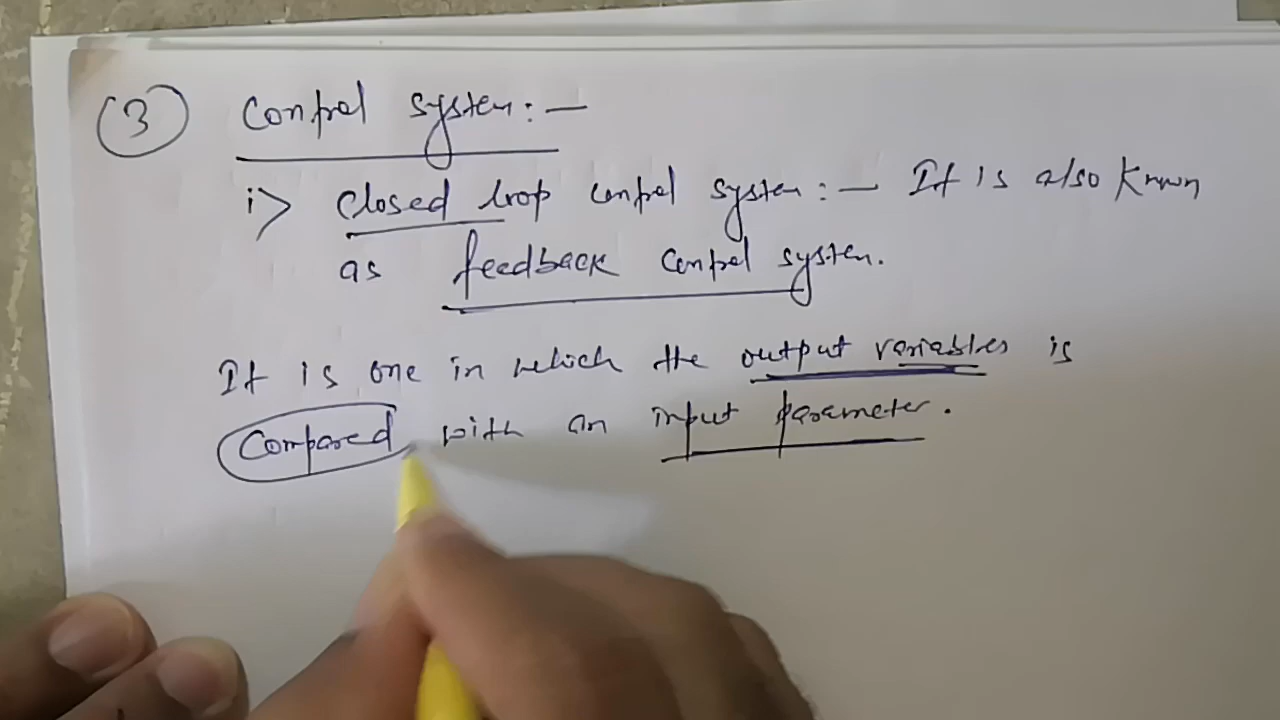 (3) Control system:-
i> closed loop control system:- It is also known
as feedback control system.
It is one in which the output variables is
Compared with an input parameter.